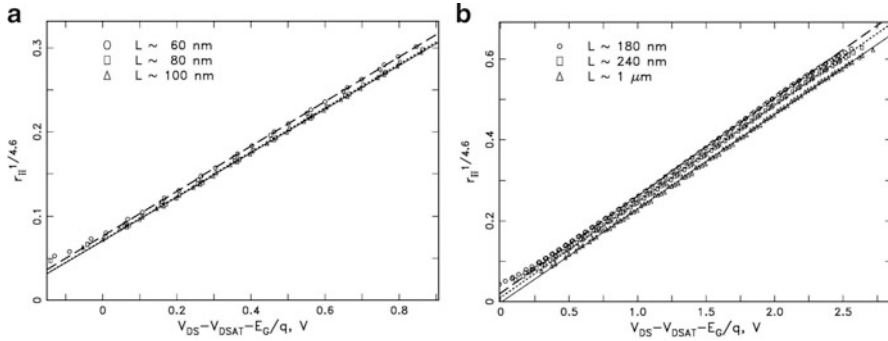 a
0.3
0.2
0.1
0
r_ii^1/4.6
○ L ~ 60 nm
□ L ~ 80 nm
△ L ~ 100 nm
0 0.2 0.4 0.6 0.8
V_DS−V_DSAT−E_G/q, V
b
0.6
0.4
0.2
0
r_ii^1/4.6
○ L ~ 180 nm
□ L ~ 240 nm
△ L ~ 1 μm
0 0.5 1.0 1.5 2.0 2.5
V_DS−V_DSAT−E_G/q, V